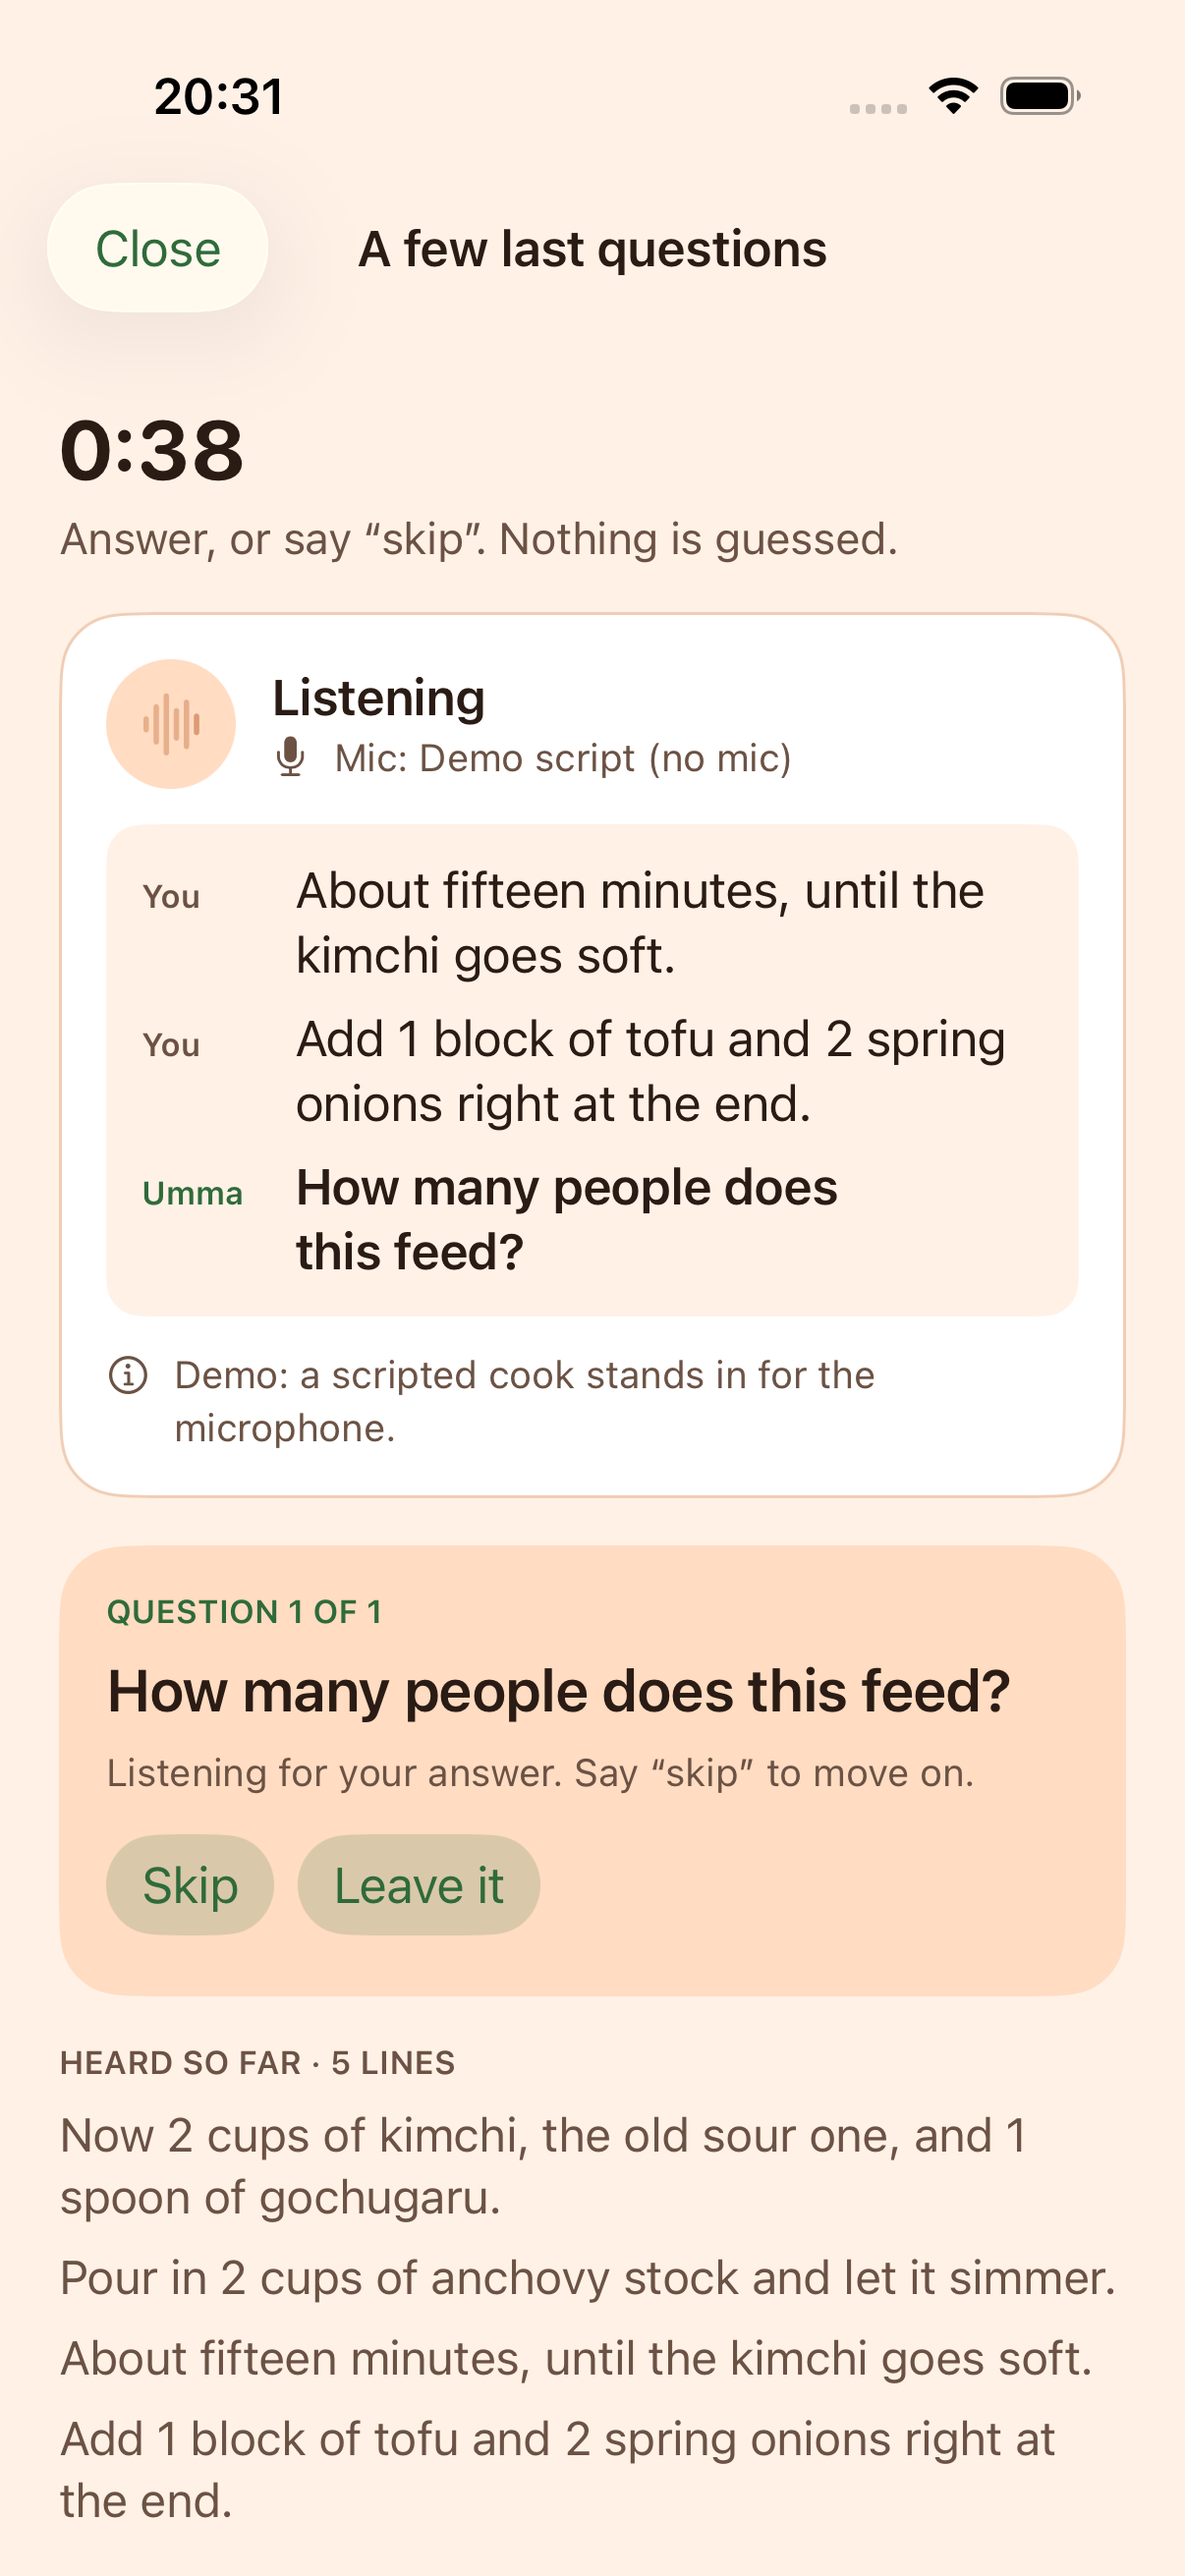 20:31
Close
A few last questions
0:38
Answer, or say “skip”. Nothing is guessed.
Listening
Mic: Demo script (no mic)
You
About fifteen minutes, until the
kimchi goes soft.
You
Add 1 block of tofu and 2 spring
onions right at the end.
Umma
How many people does
this feed?
Demo: a scripted cook stands in for the
microphone.
QUESTION 1 OF 1
How many people does this feed?
Listening for your answer. Say “skip” to move on.
Skip
Leave it
HEARD SO FAR · 5 LINES
Now 2 cups of kimchi, the old sour one, and 1
spoon of gochugaru.
Pour in 2 cups of anchovy stock and let it simmer.
About fifteen minutes, until the kimchi goes soft.
Add 1 block of tofu and 2 spring onions right at
the end.